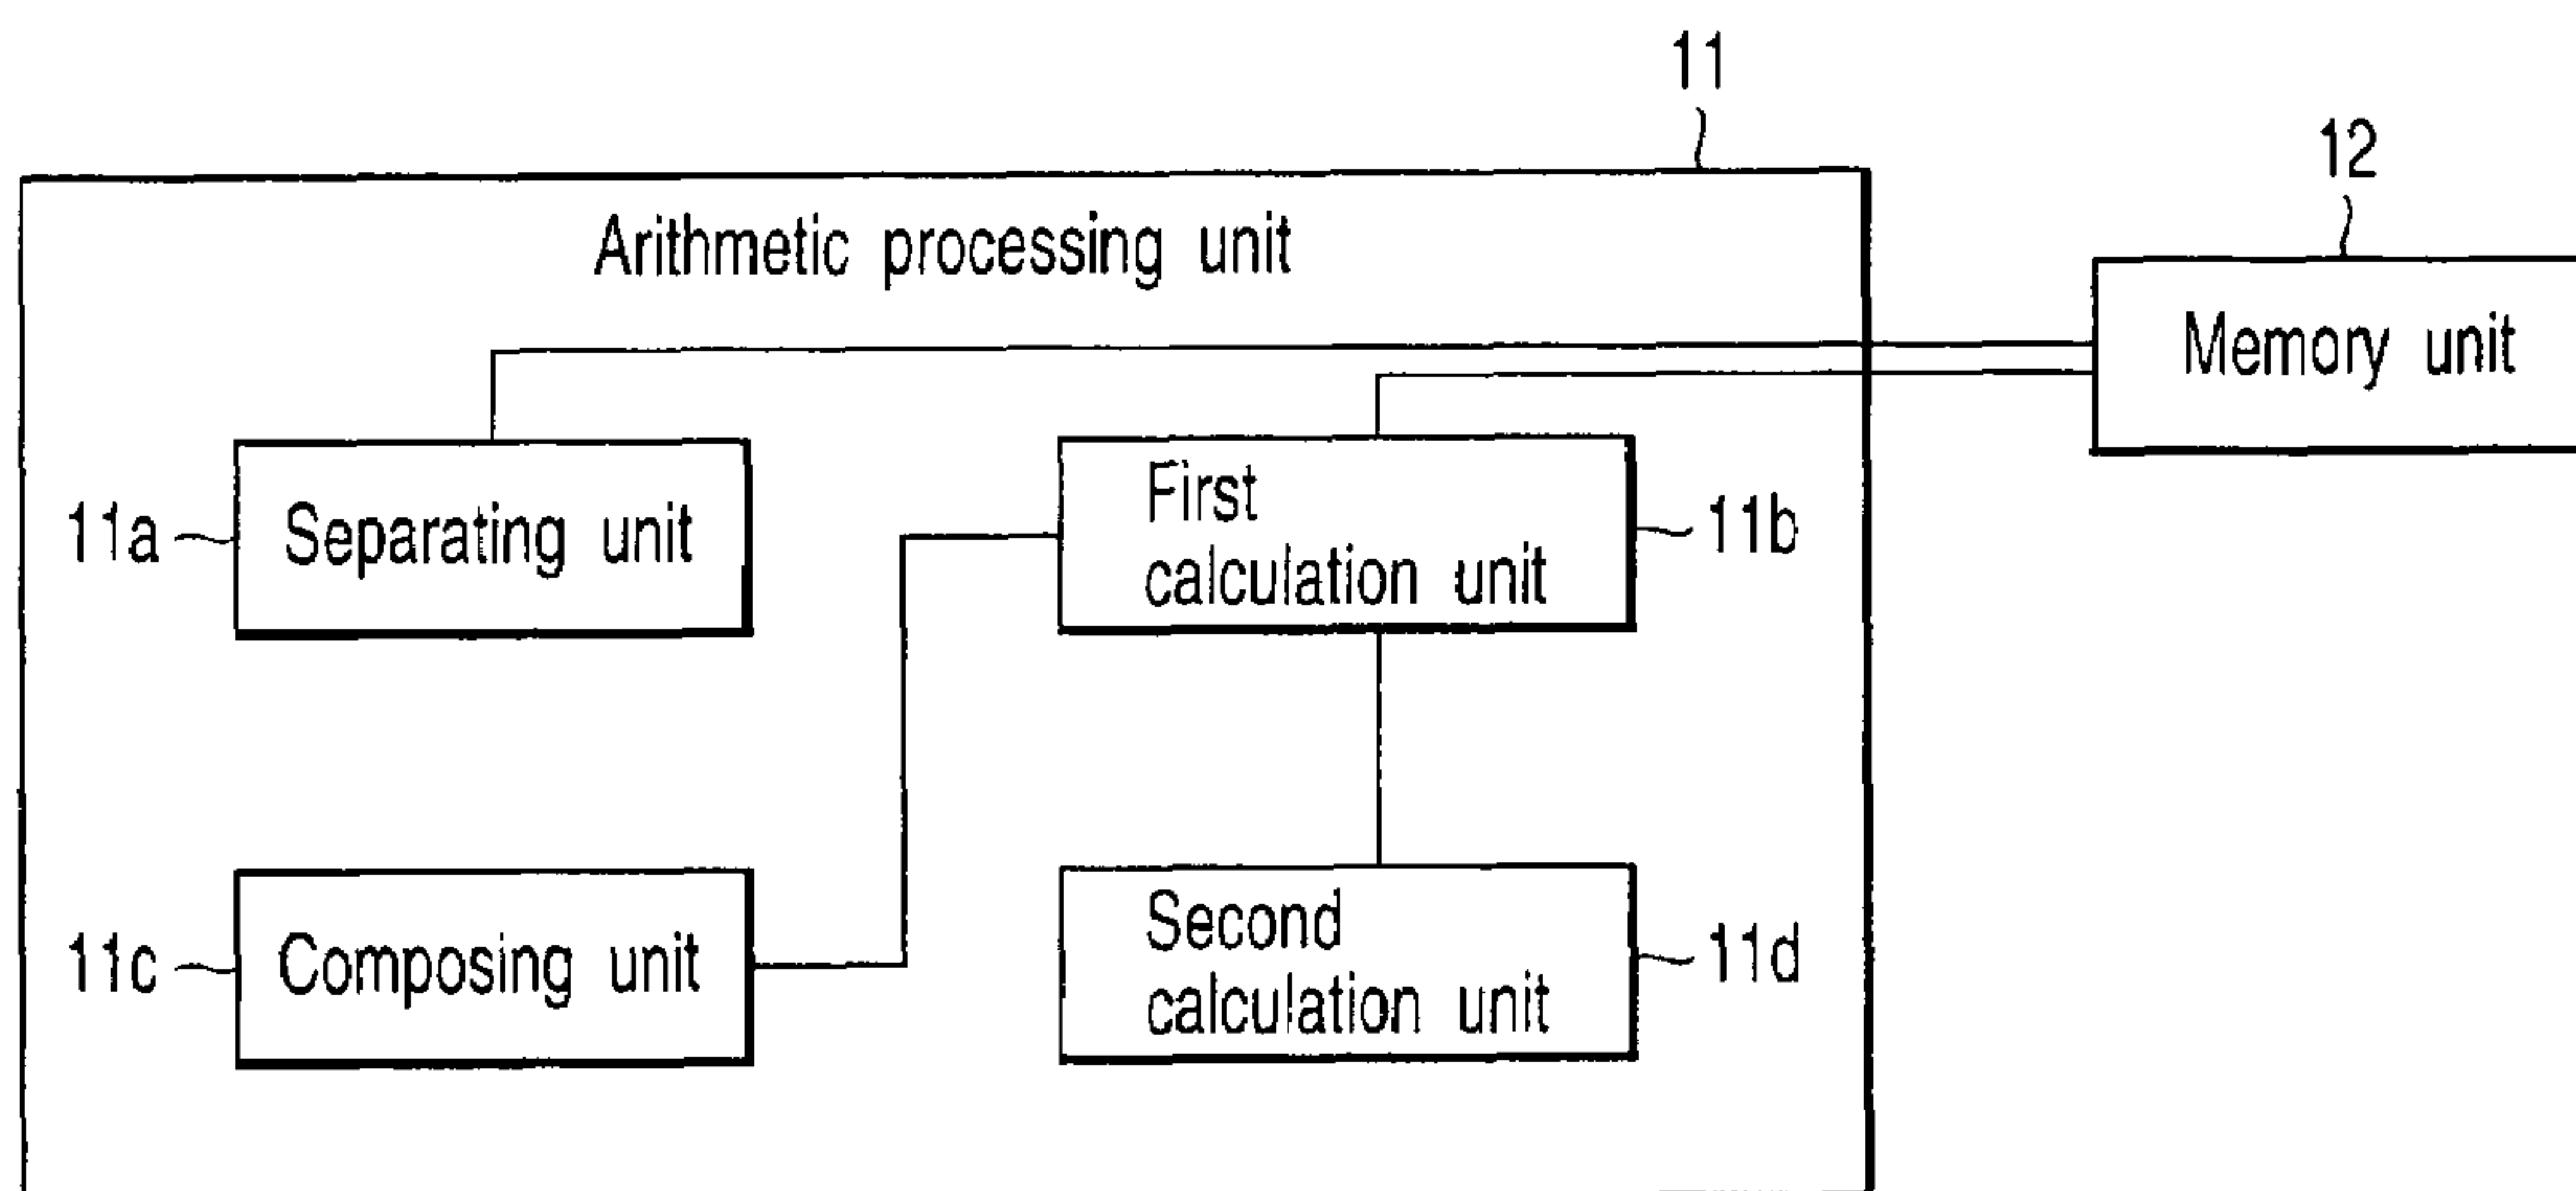 11
12
Arithmetic processing unit
Memory unit
11a
Separating unit
First
calculation unit
11b
11c
Composing unit
Second
calculation unit
11d